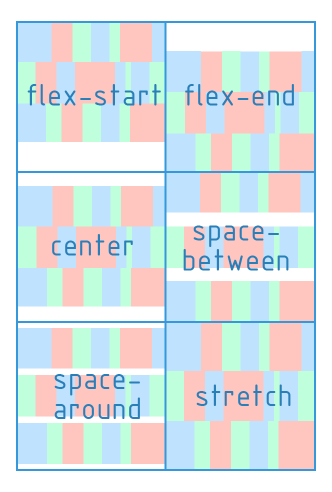 flex-start
flex-end
center
space-
between
space-
around
stretch